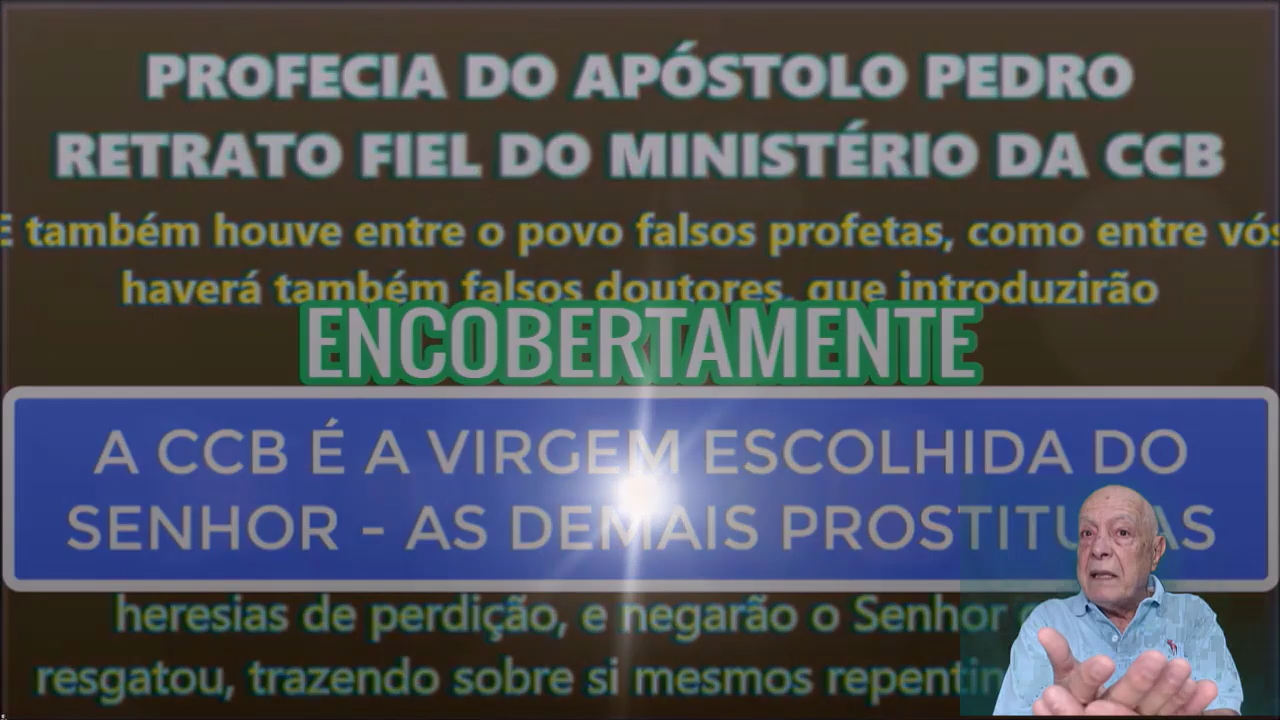 PROFECIA DO APÓSTOLO PEDRO
RETRATO FIEL DO MINISTÉRIO DA CCB
E também houve entre o povo falsos profetas, como entre vós
haverá também falsos doutores, que introduzirão
ENCOBERTAMENTE
A CCB É A VIRGEM ESCOLHIDA DO
SENHOR - AS DEMAIS PROSTITUTAS
heresias de perdição, e negarão o Senhor
resgatou, trazendo sobre si mesmos